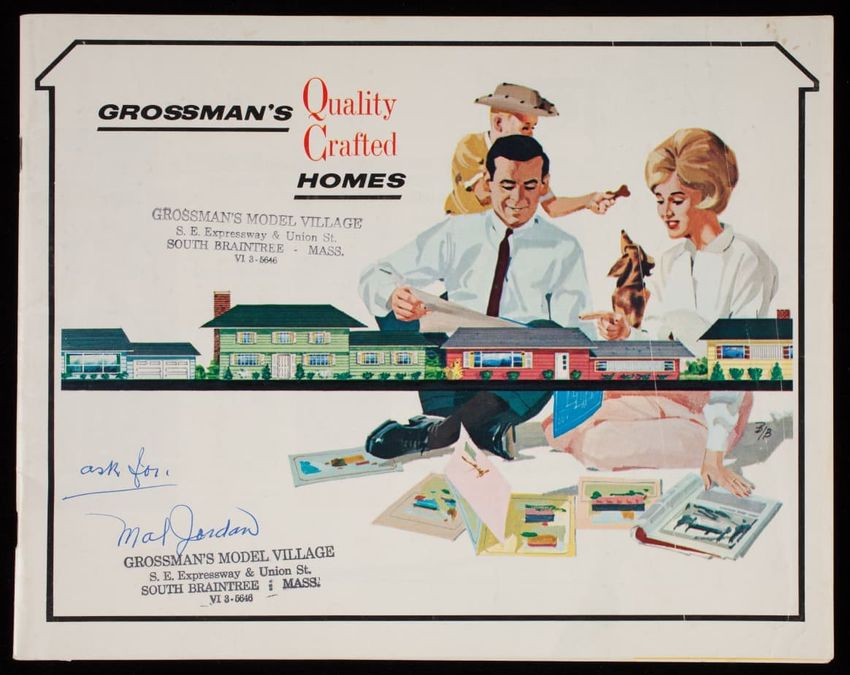 GROSSMAN'S Quality
Crafted
HOMES
GROSSMAN'S MODEL VILLAGE
S. E. Expressway & Union St.
SOUTH BRAINTREE - MASS.
VI 3-5646
B/B
ask for:
Mal Jordan
GROSSMAN'S MODEL VILLAGE
S. E. Expressway & Union St.
SOUTH BRAINTREE : MASS.
VI 3-5646